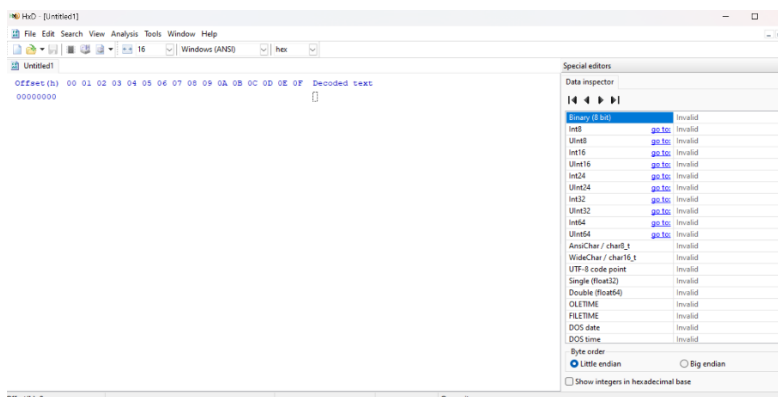 HxD - [Untitled1]
File Edit Search View Analysis Tools Window Help
16 Windows (ANSI) hex
Untitled1
Offset(h) 00 01 02 03 04 05 06 07 08 09 0A 0B 0C 0D 0E 0F Decoded text
00000000
Special editors
Data inspector
Binary (8 bit) Invalid
Int8 go to: Invalid
UInt8 go to: Invalid
Int16 go to: Invalid
UInt16 go to: Invalid
Int24 go to: Invalid
UInt24 go to: Invalid
Int32 go to: Invalid
UInt32 go to: Invalid
Int64 go to: Invalid
UInt64 go to: Invalid
AnsiChar / char8_t Invalid
WideChar / char16_t Invalid
UTF-8 code point Invalid
Single (float32) Invalid
Double (float64) Invalid
OLETIME Invalid
FILETIME Invalid
DOS date Invalid
DOS time Invalid
Byte order
Little endian Big endian
Show integers in hexadecimal base